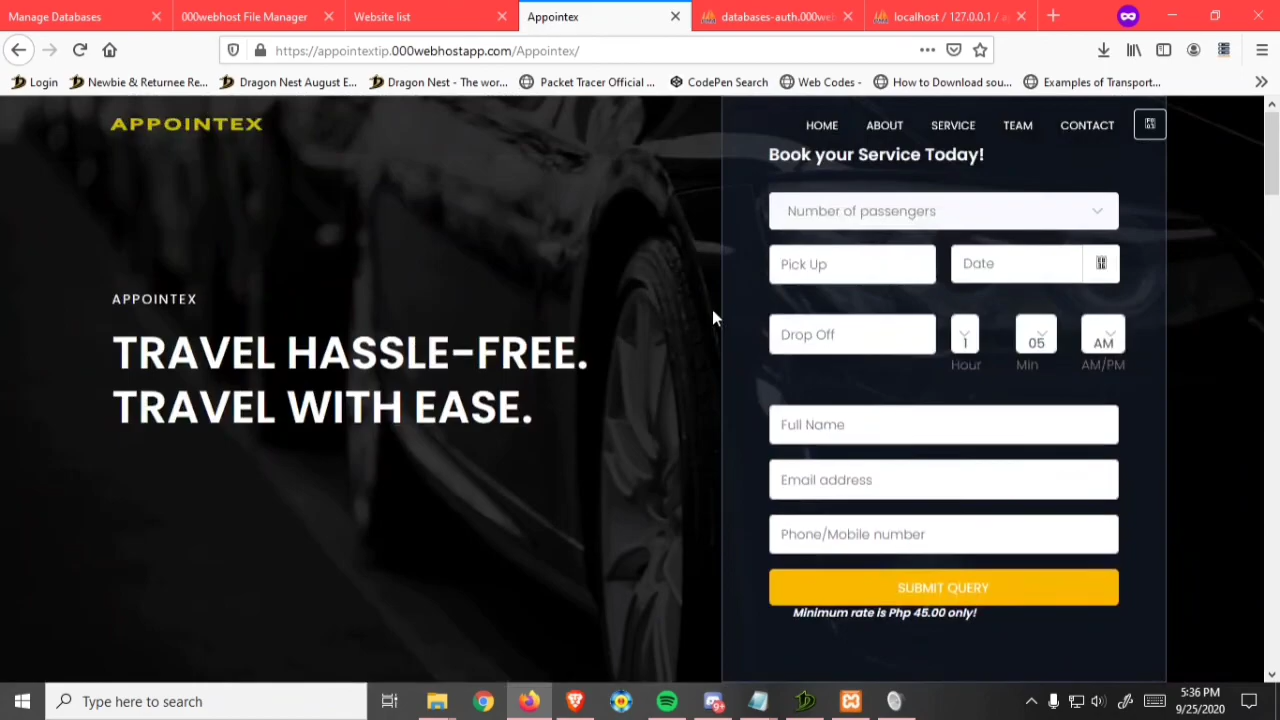 Manage Databases
000webhost File Manager
Website list
Appointex
databases-auth.000we
localhost / 127.0.0.1 / a
https://appointextip.000webhostapp.com/Appointex/
Login
Newbie & Returnee Re...
Dragon Nest August E...
Dragon Nest - The wor...
Packet Tracer Official ...
CodePen Search
Web Codes -
How to Download sou...
Examples of Transport...
APPOINTEX
HOME
ABOUT
SERVICE
TEAM
CONTACT
Book your Service Today!
Number of passengers
Pick Up
Date
Drop Off
1
05
AM
Hour
Min
AM/PM
APPOINTEX
TRAVEL HASSLE-FREE.
TRAVEL WITH EASE.
Full Name
Email address
Phone/Mobile number
SUBMIT QUERY
Minimum rate is Php 45.00 only!
Type here to search
5:36 PM
9/25/2020